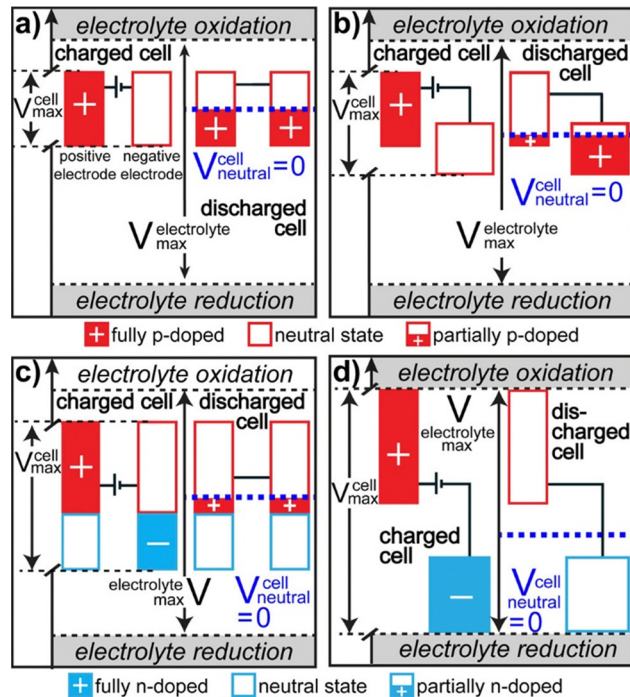 a) electrolyte oxidation
charged cell
V cell max
+
+ +
positive electrode
negative electrode
V cell neutral =0
discharged cell
V electrolyte max
electrolyte reduction
b) electrolyte oxidation
charged cell
discharged cell
V cell max
+
+
+
V cell neutral =0
V electrolyte max
electrolyte reduction
+ fully p-doped neutral state + partially p-doped
c) electrolyte oxidation
charged cell discharged cell
V cell max
+
−
+ +
electrolyte max V
V cell neutral =0
electrolyte reduction
d) electrolyte oxidation
+
V electrolyte max
dis-
charged
cell
V cell max
charged
cell
−
V cell neutral =0
electrolyte reduction
+ fully n-doped neutral state + partially n-doped